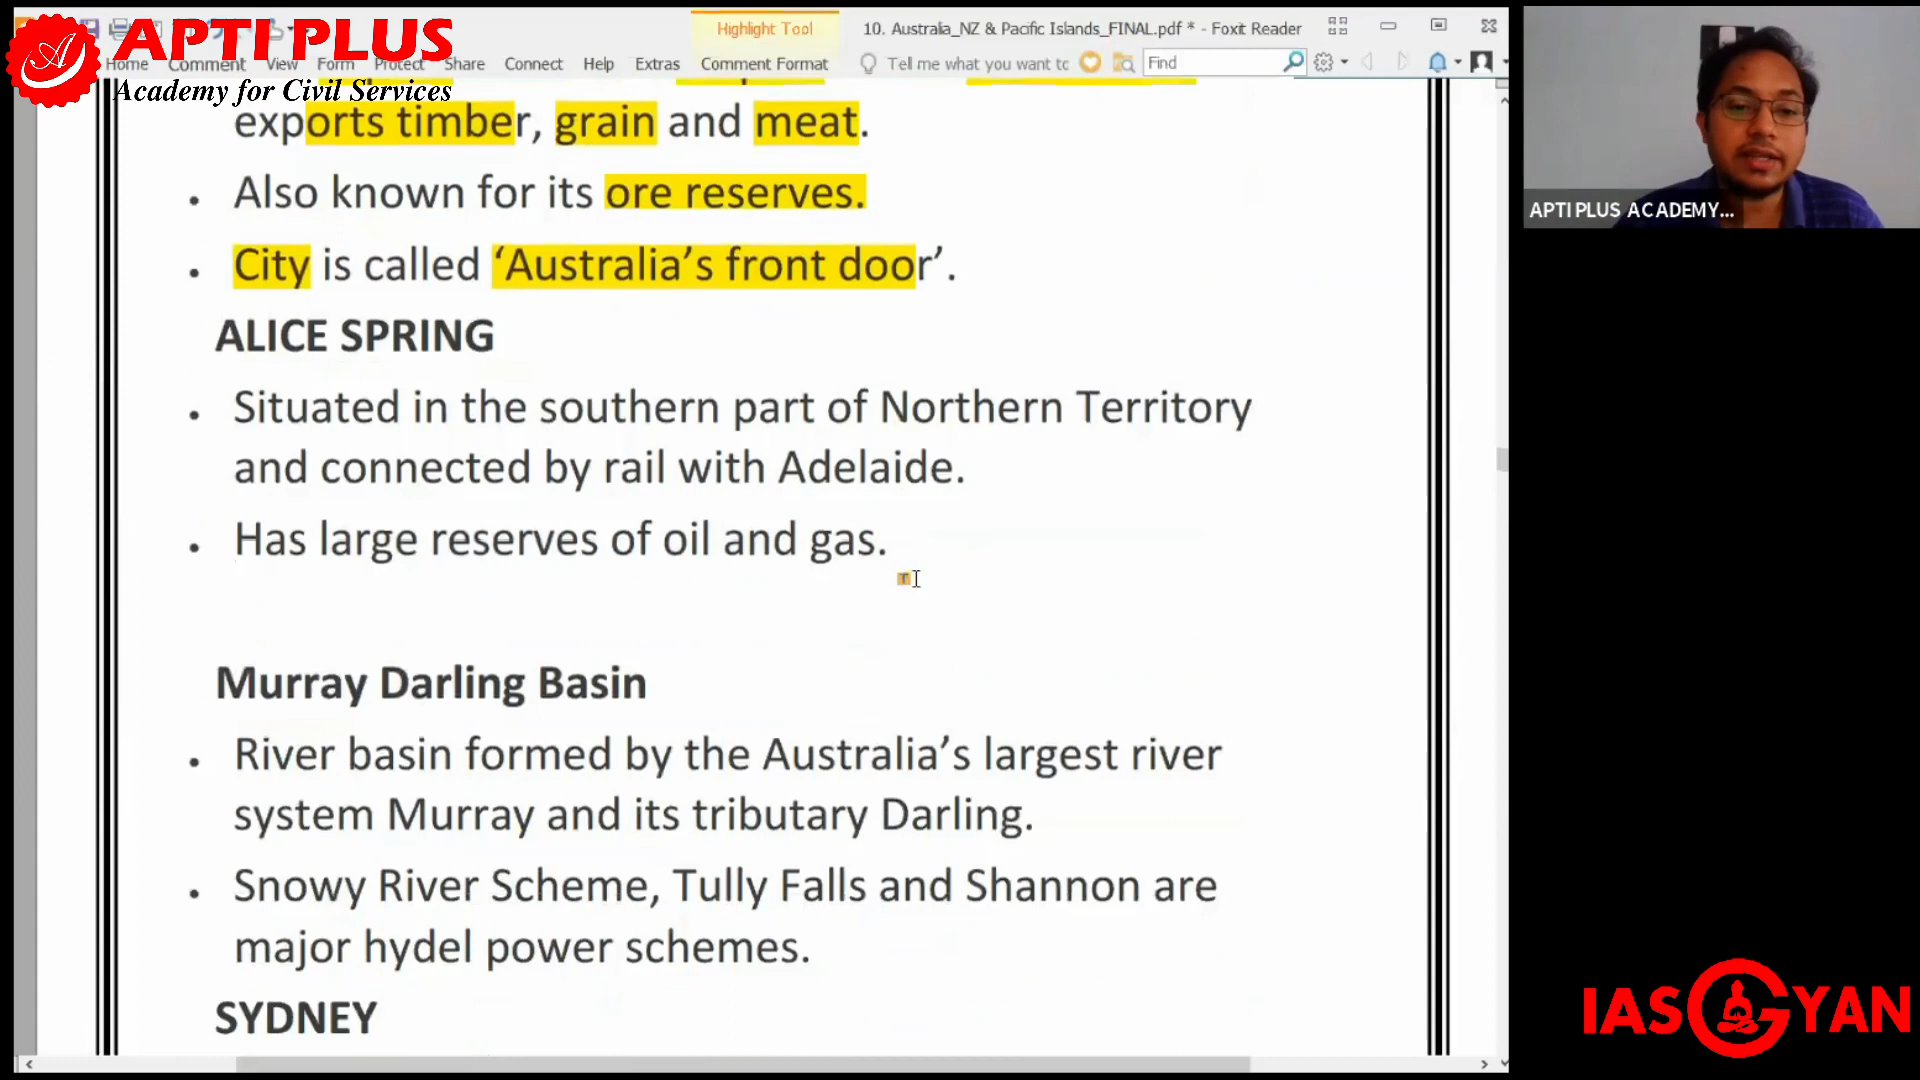 APTI PLUS
Academy for Civil Services
Highlight Tool
10. Australia_NZ & Pacific Islands_FINAL.pdf * - Foxit Reader
Home Comment View Form Protect Share Connect Help Extras Comment Format Tell me what you want tc Find
exports timber, grain and meat.
• Also known for its ore reserves.
• City is called ‘Australia’s front door’.
ALICE SPRING
• Situated in the southern part of Northern Territory
and connected by rail with Adelaide.
• Has large reserves of oil and gas.
Murray Darling Basin
• River basin formed by the Australia’s largest river
system Murray and its tributary Darling.
• Snowy River Scheme, Tully Falls and Shannon are
major hydel power schemes.
SYDNEY
APTI PLUS ACADEMY...
IAS GYAN